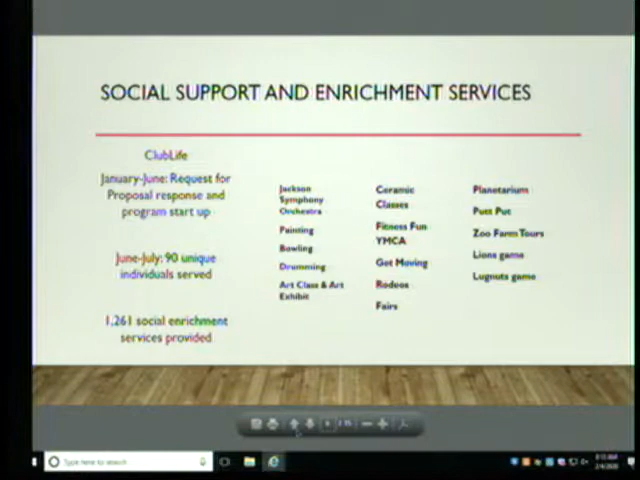 SOCIAL SUPPORT AND ENRICHMENT SERVICES
ClubLife
January-June: Request for
Proposal response and
program start up
June-July: 90 unique
individuals served
1,261 social enrichment
services provided
Jackson
Symphony
Orchestra
Painting
Bowling
Drumming
Art Class & Art
Exhibit
Ceramic
Classes
Fitness Fun
YMCA
Get Moving
Rodeos
Fairs
Planetarium
Putt Put
Zoo Farm Tours
Lions game
Lugnuts game
Type here to search